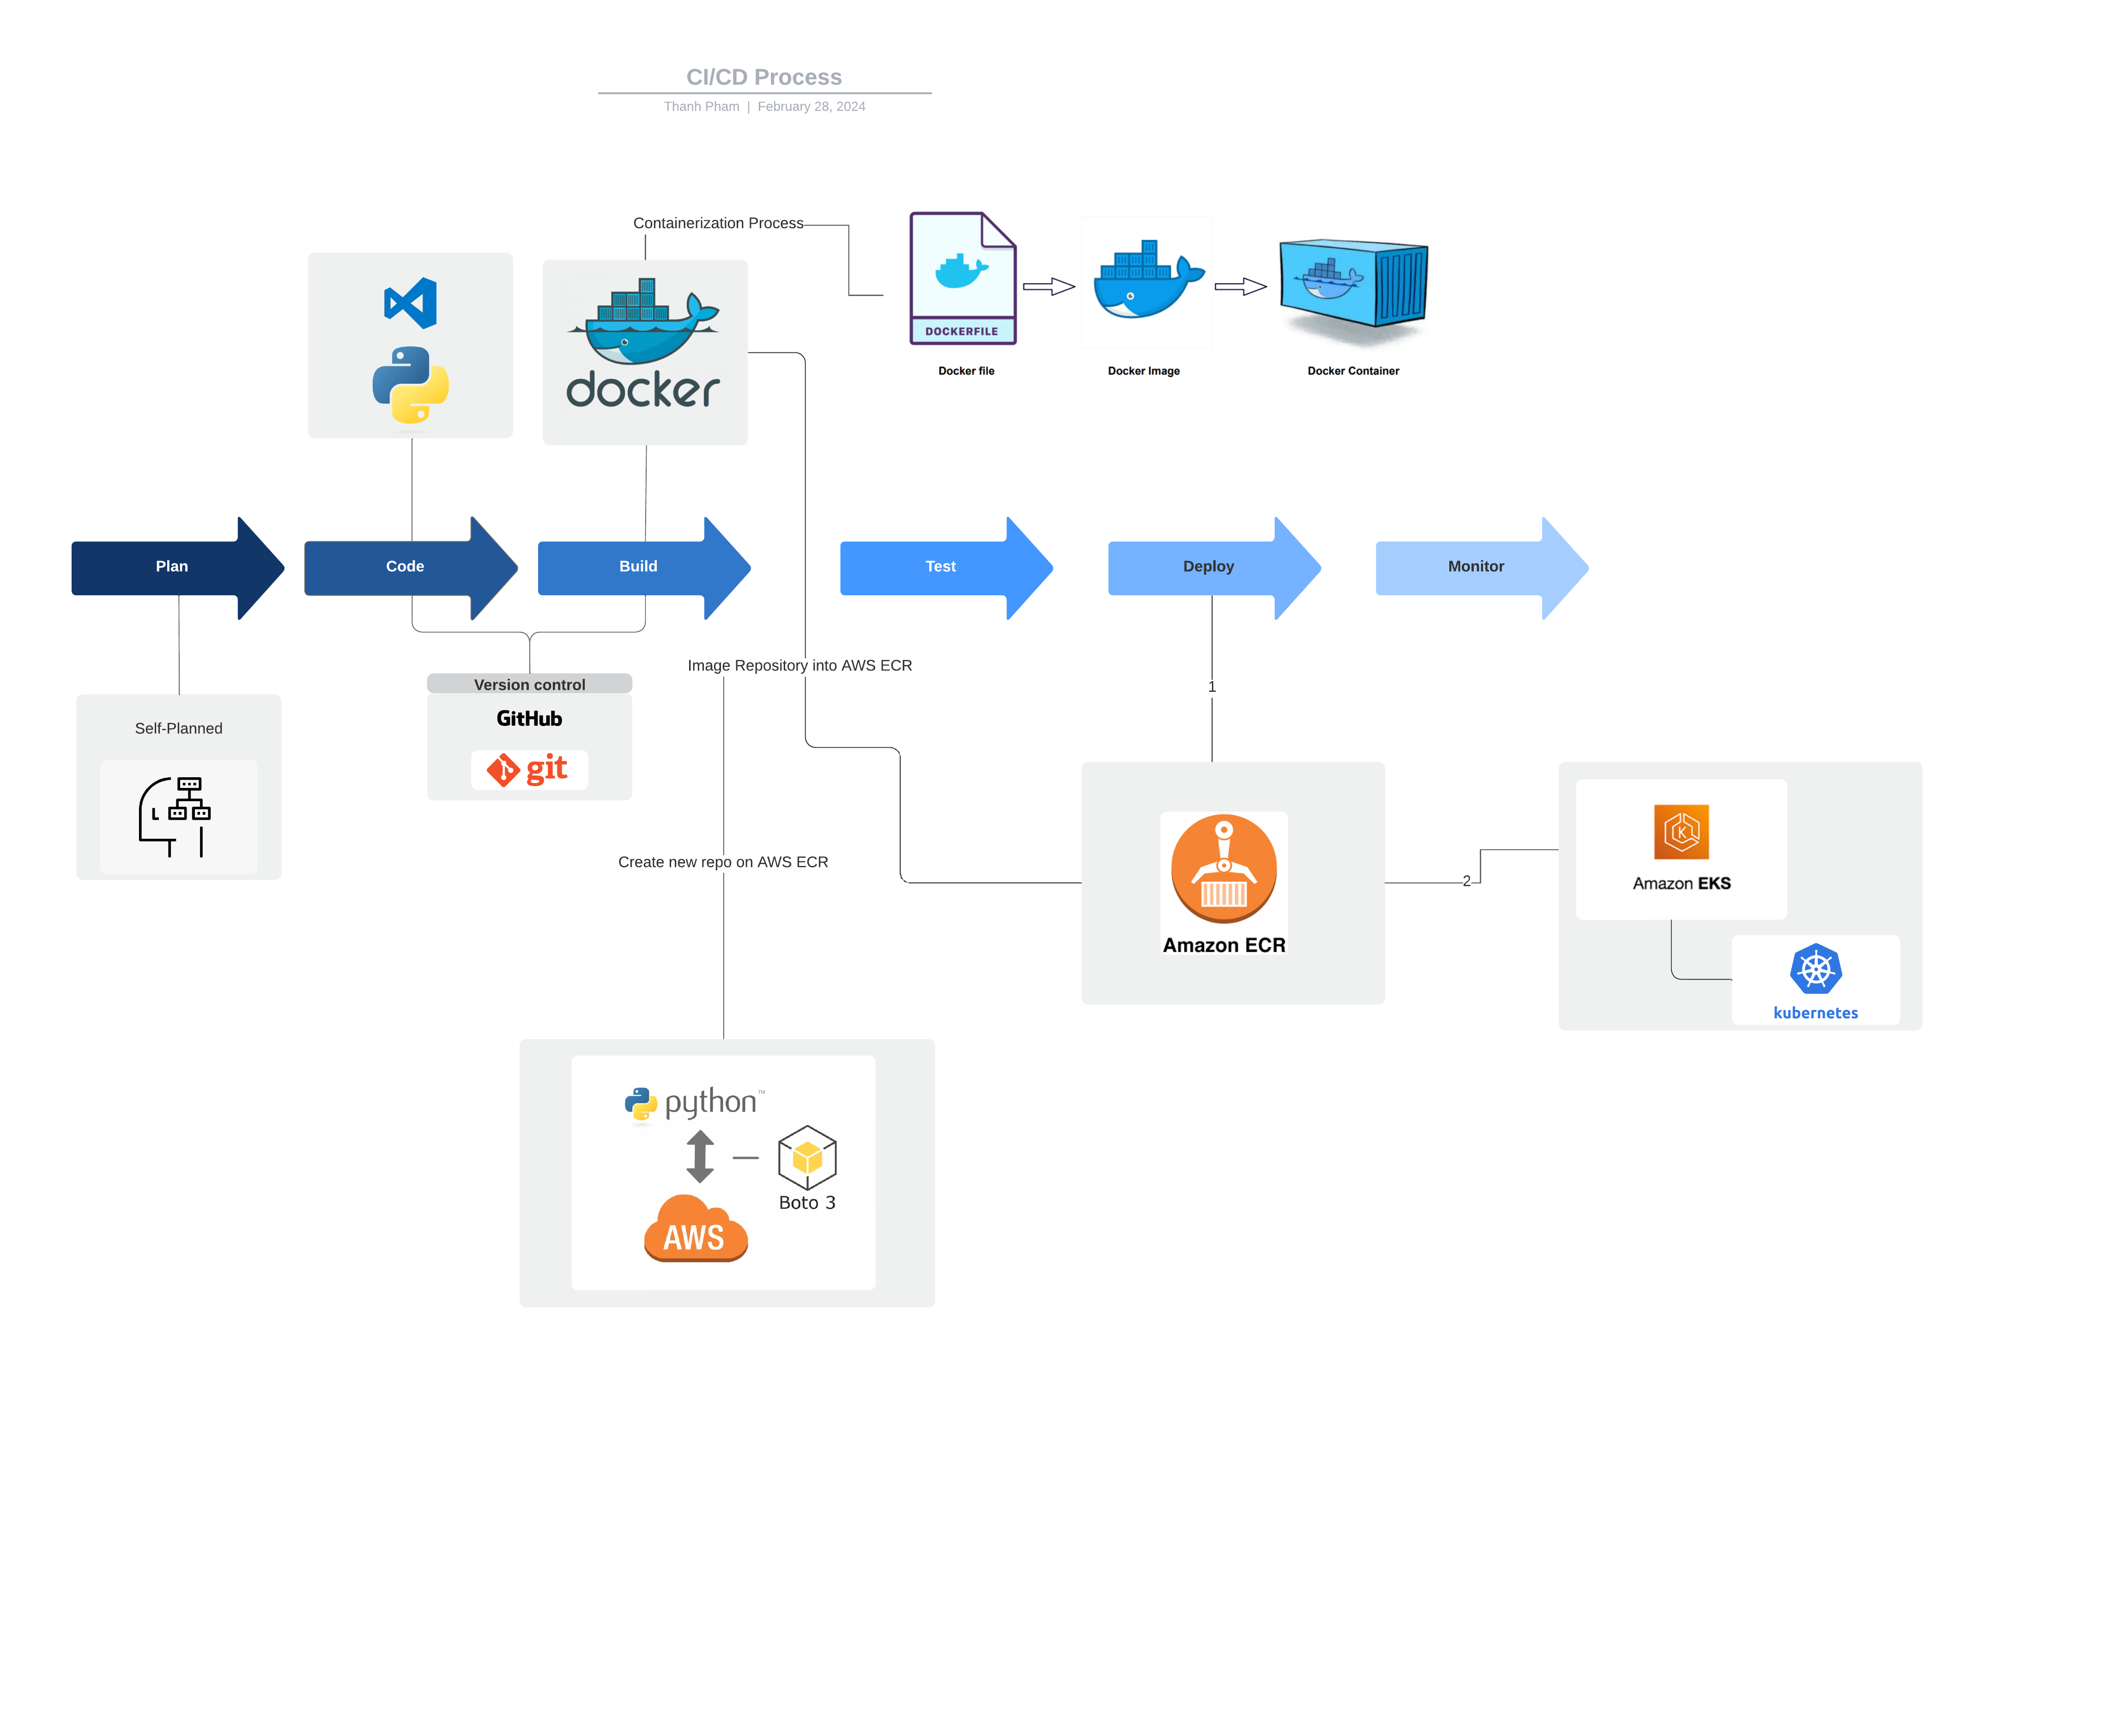 CI/CD Process
Thanh Pham | February 28, 2024
Containerization Process
DOCKERFILE
Docker file
Docker Image
Docker Container
docker
Plan
Code
Build
Test
Deploy
Monitor
Image Repository into AWS ECR
Version control
GitHub
git
Self-Planned
1
Create new repo on AWS ECR
2
Amazon ECR
Amazon EKS
kubernetes
python™
Boto 3
AWS